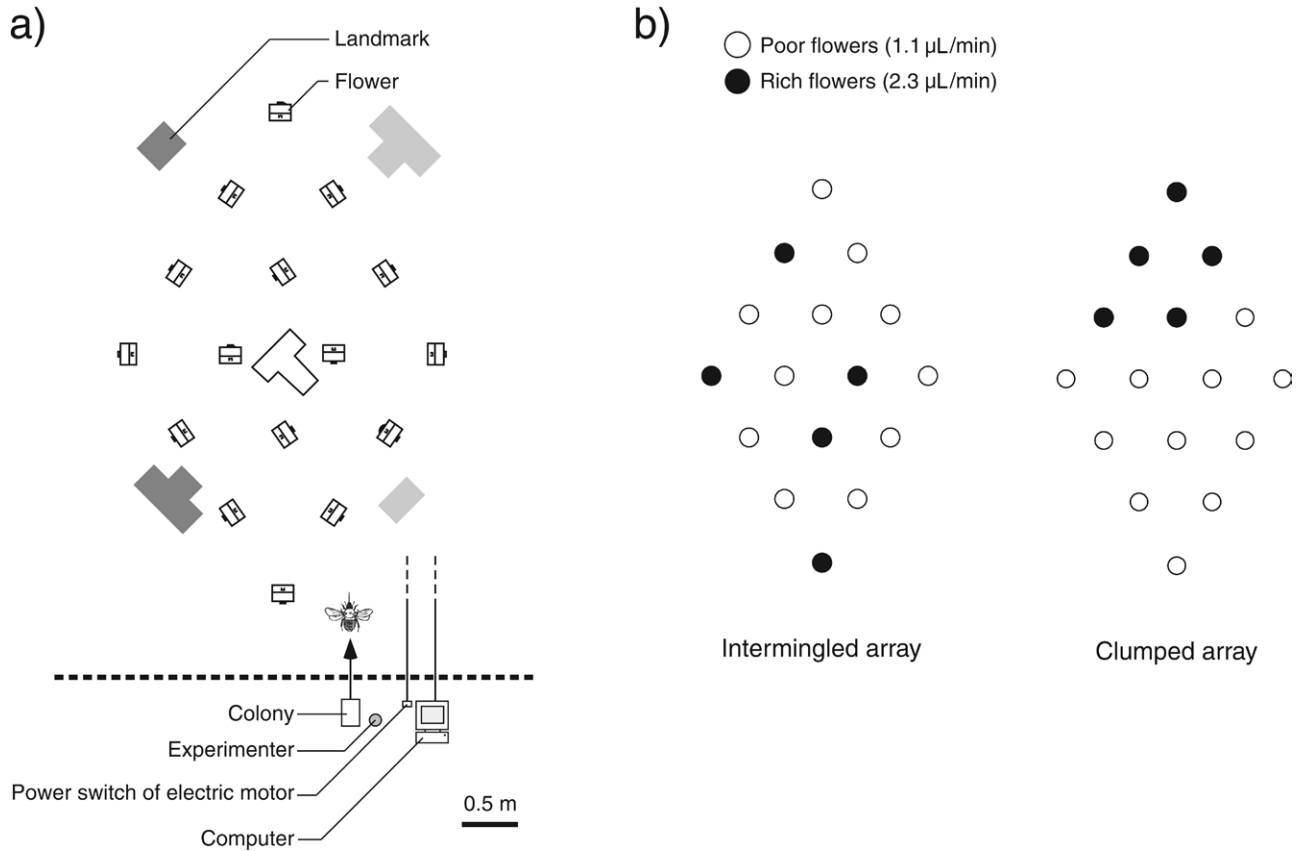 a)
Landmark
Flower
Colony
Experimenter
Power switch of electric motor
Computer
0.5 m
b)
Poor flowers (1.1 µL/min)
Rich flowers (2.3 µL/min)
Intermingled array
Clumped array